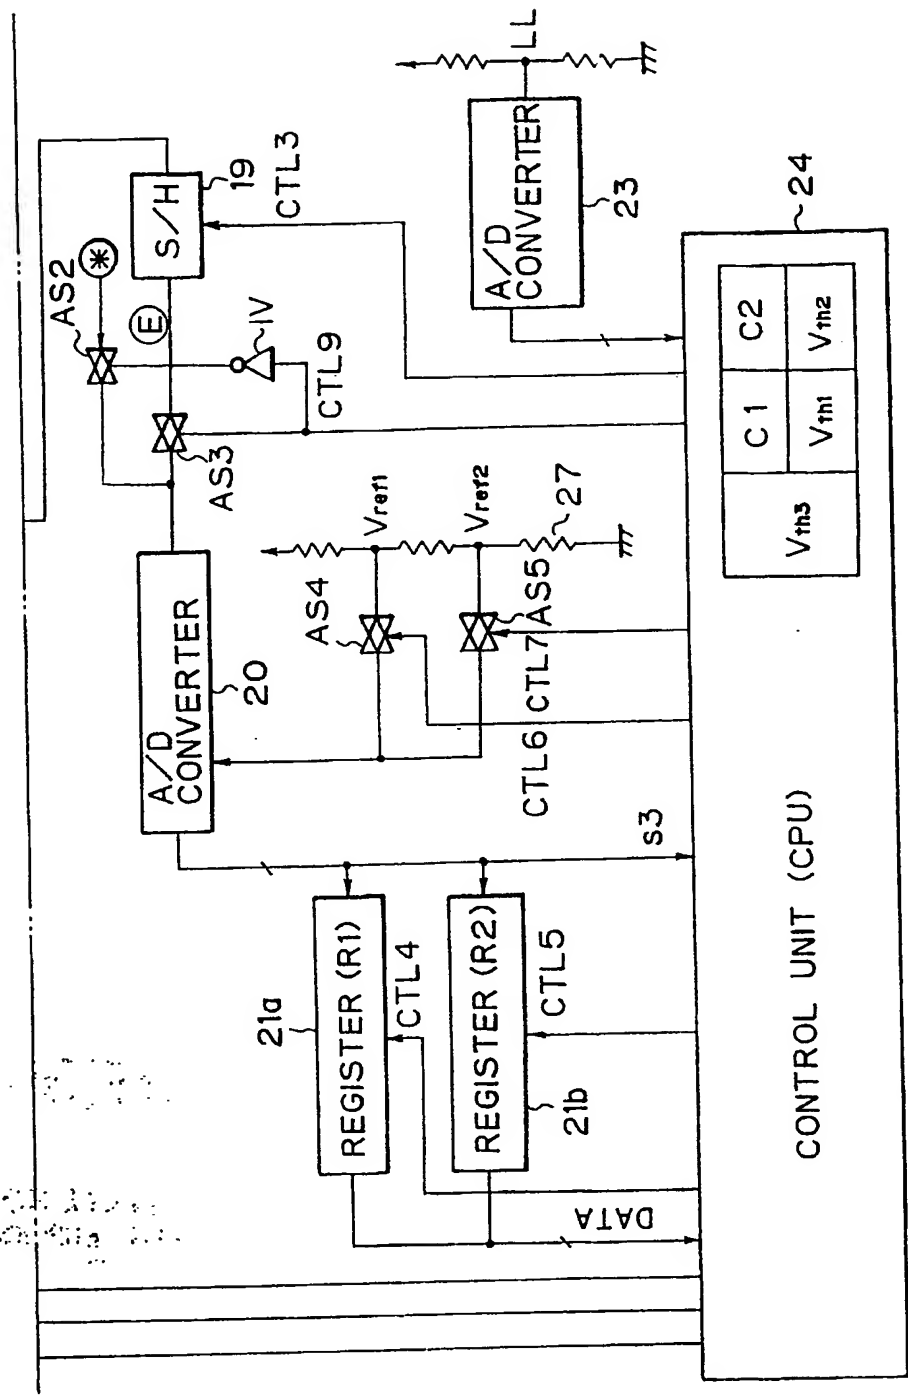 LL
A/D
CONVERTER
23
S/H
19
CTL3
AS2
*
E
IV
CTL9
AS3
A/D
CONVERTER
20
Vref1
Vref2
27
AS4
AS5
CTL6
CTL7
S3
REGISTER (R1)
21a
CTL4
REGISTER (R2)
21b
CTL5
DATA
24
C1
C2
Vth3
Vth1
Vth2
CONTROL UNIT (CPU)